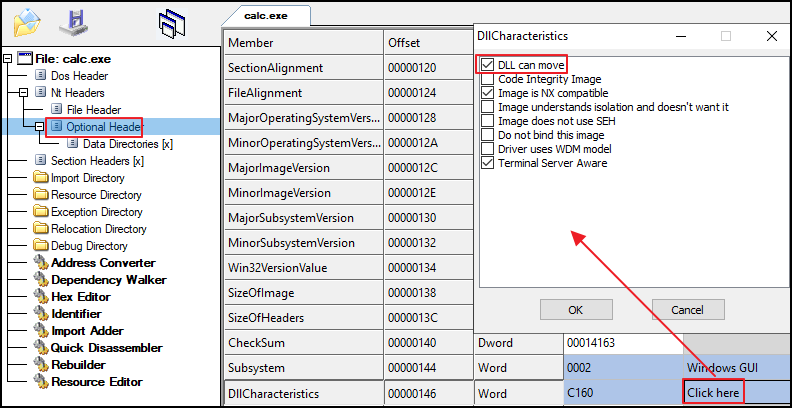 calc.exe
File: calc.exe
Dos Header
Nt Headers
File Header
Optional Header
Data Directories [x]
Section Headers [x]
Import Directory
Resource Directory
Exception Directory
Relocation Directory
Debug Directory
Address Converter
Dependency Walker
Hex Editor
Identifier
Import Adder
Quick Disassembler
Rebuilder
Resource Editor
Member Offset
SectionAlignment 00000120
FileAlignment 00000124
MajorOperatingSystemVers... 00000128
MinorOperatingSystemVers... 0000012A
MajorImageVersion 0000012C
MinorImageVersion 0000012E
MajorSubsystemVersion 00000130
MinorSubsystemVersion 00000132
Win32VersionValue 00000134
SizeOfImage 00000138
SizeOfHeaders 0000013C
CheckSum 00000140 Dword 00014163
Subsystem 00000144 Word 0002 Windows GUI
DllCharacteristics 00000146 Word C160 Click here
DllCharacteristics
DLL can move
Code Integrity Image
Image is NX compatible
Image understands isolation and doesn't want it
Image does not use SEH
Do not bind this image
Driver uses WDM model
Terminal Server Aware
OK Cancel